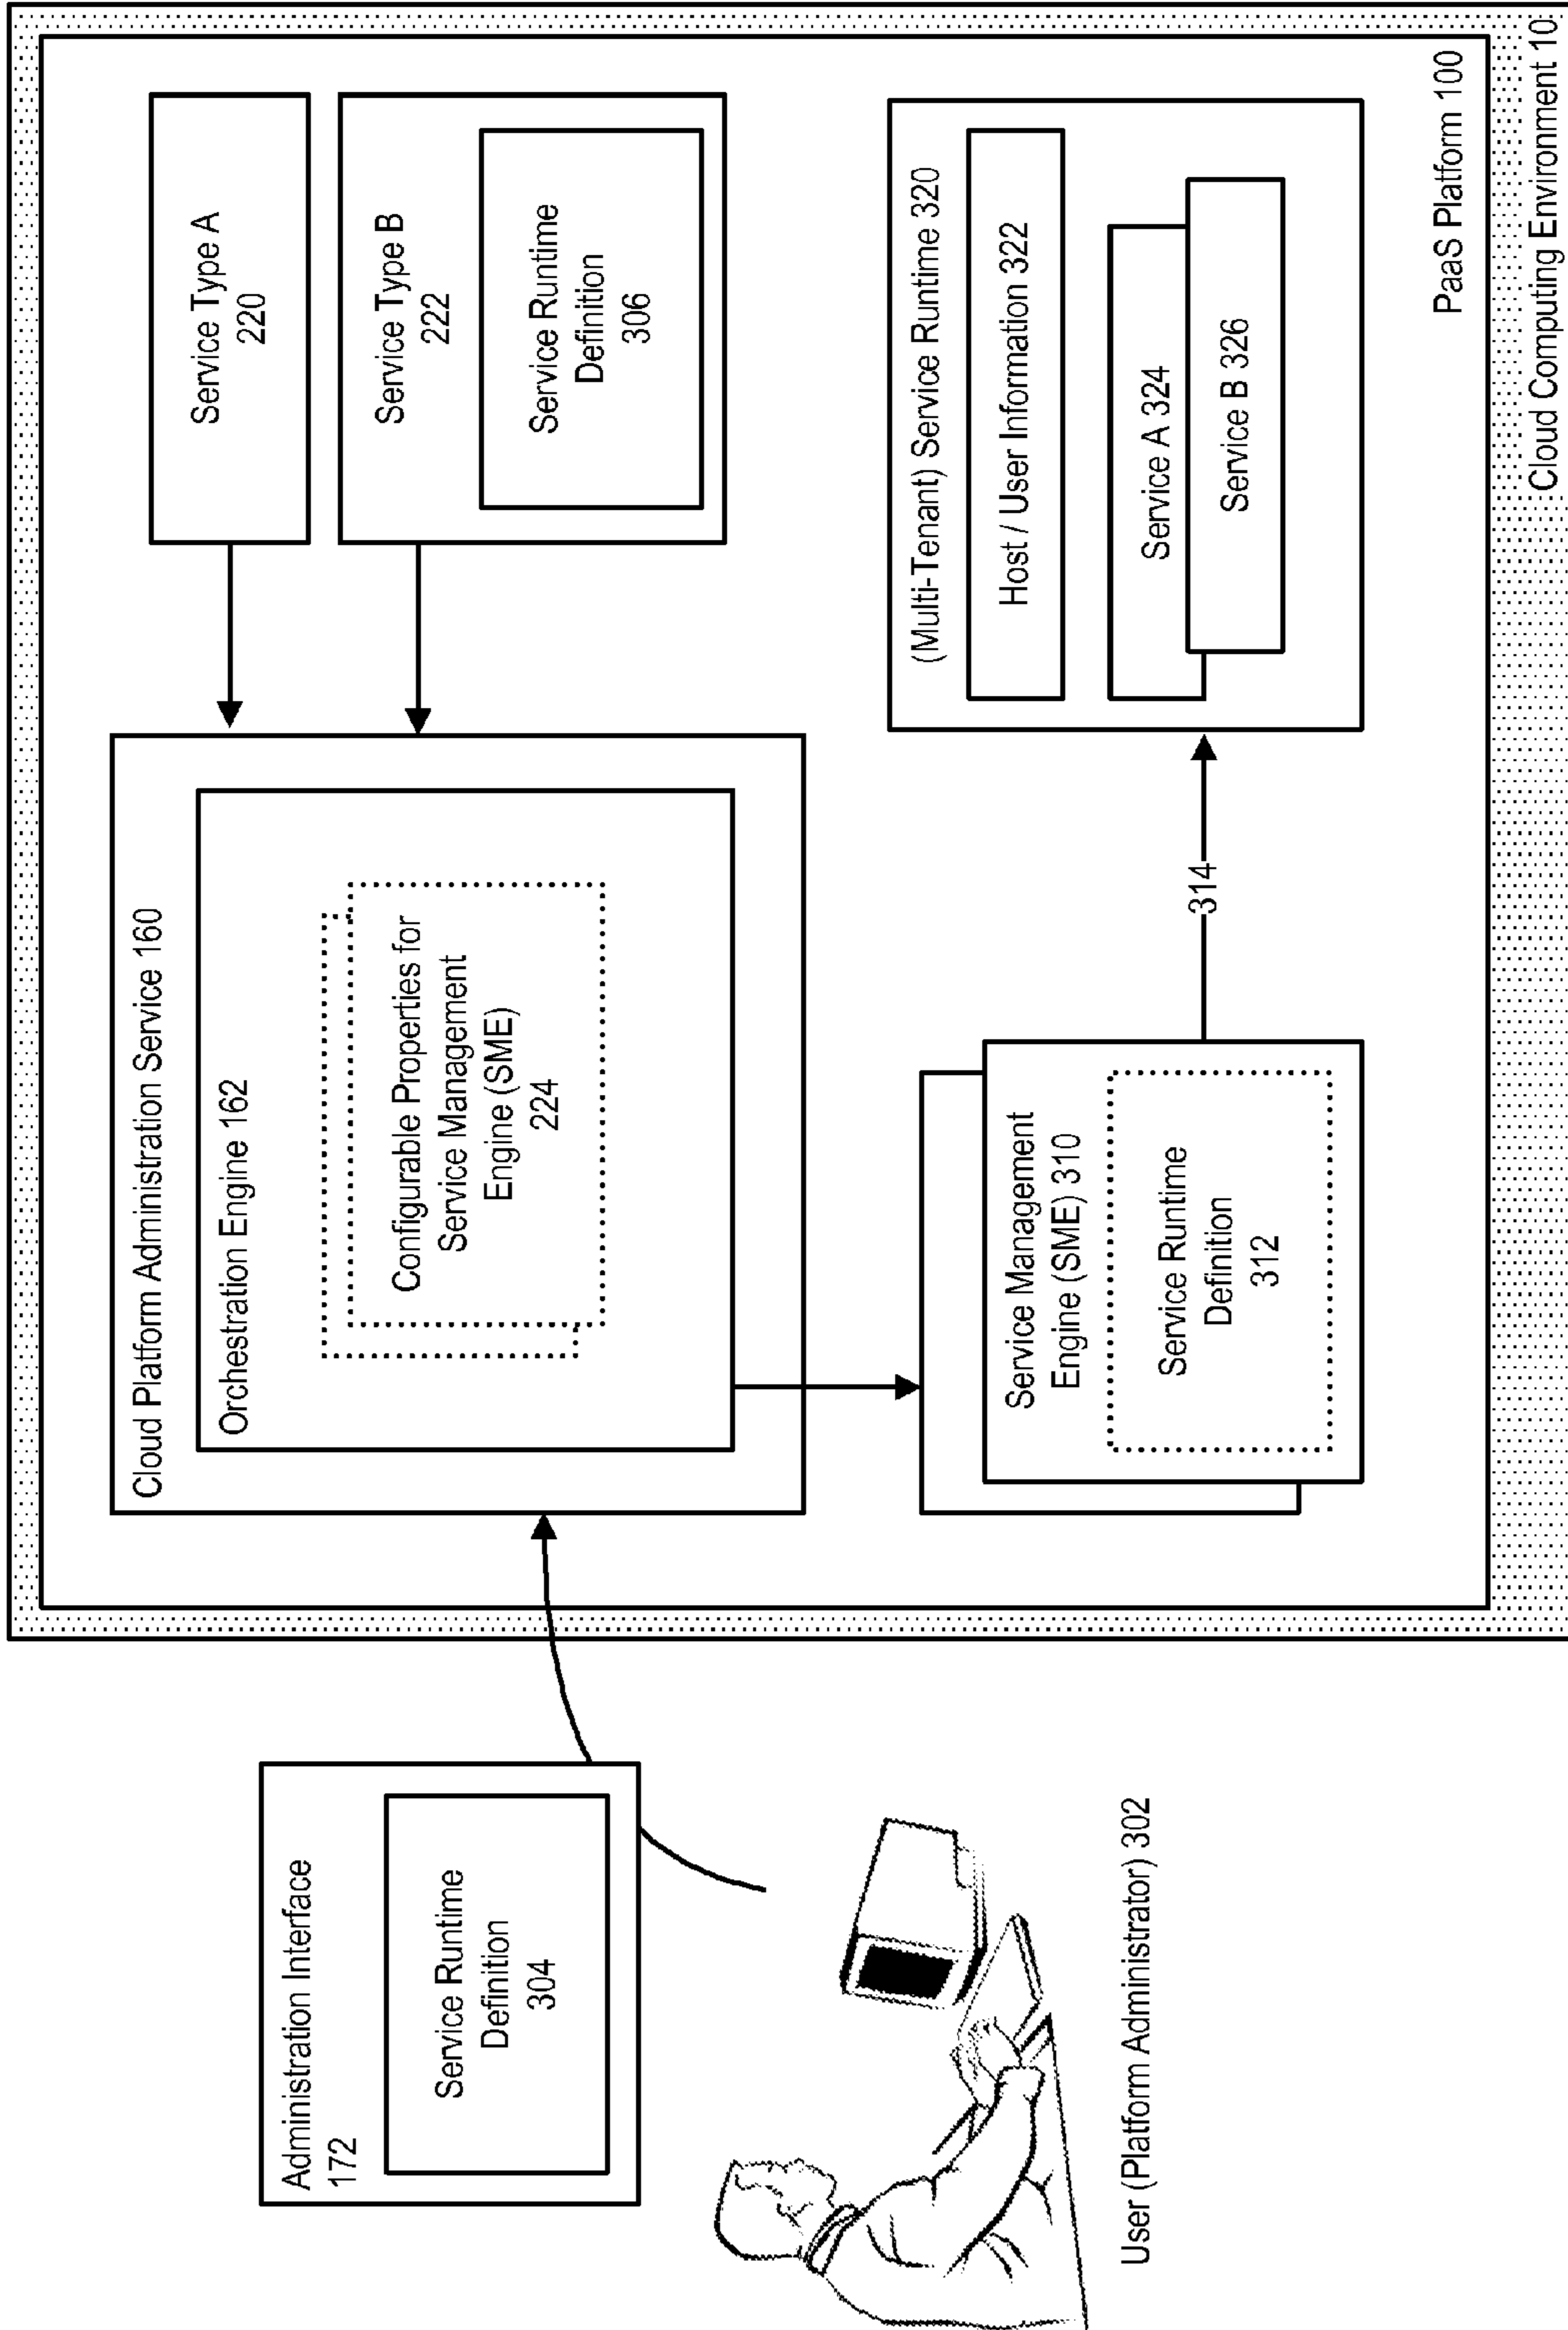 Administration Interface
172
Service Runtime
Definition
304
User (Platform Administrator) 302
Cloud Platform Administration Service 160
Orchestration Engine 162
Configurable Properties for
Service Management
Engine (SME)
224
Service Type A
220
Service Type B
222
Service Runtime
Definition
306
Service Management
Engine (SME) 310
Service Runtime
Definition
312
314
(Multi-Tenant) Service Runtime 320
Host / User Information 322
Service A 324
Service B 326
PaaS Platform 100
Cloud Computing Environment 10